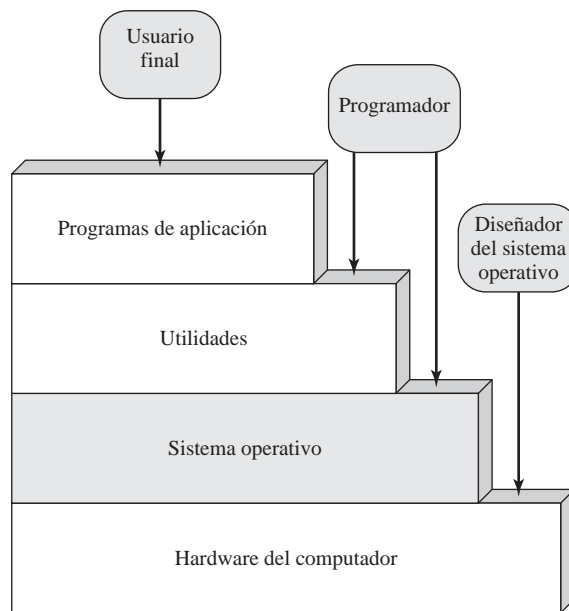 Usuario
final
Programador
Diseñador
del sistema
operativo
Programas de aplicación
Utilidades
Sistema operativo
Hardware del computador